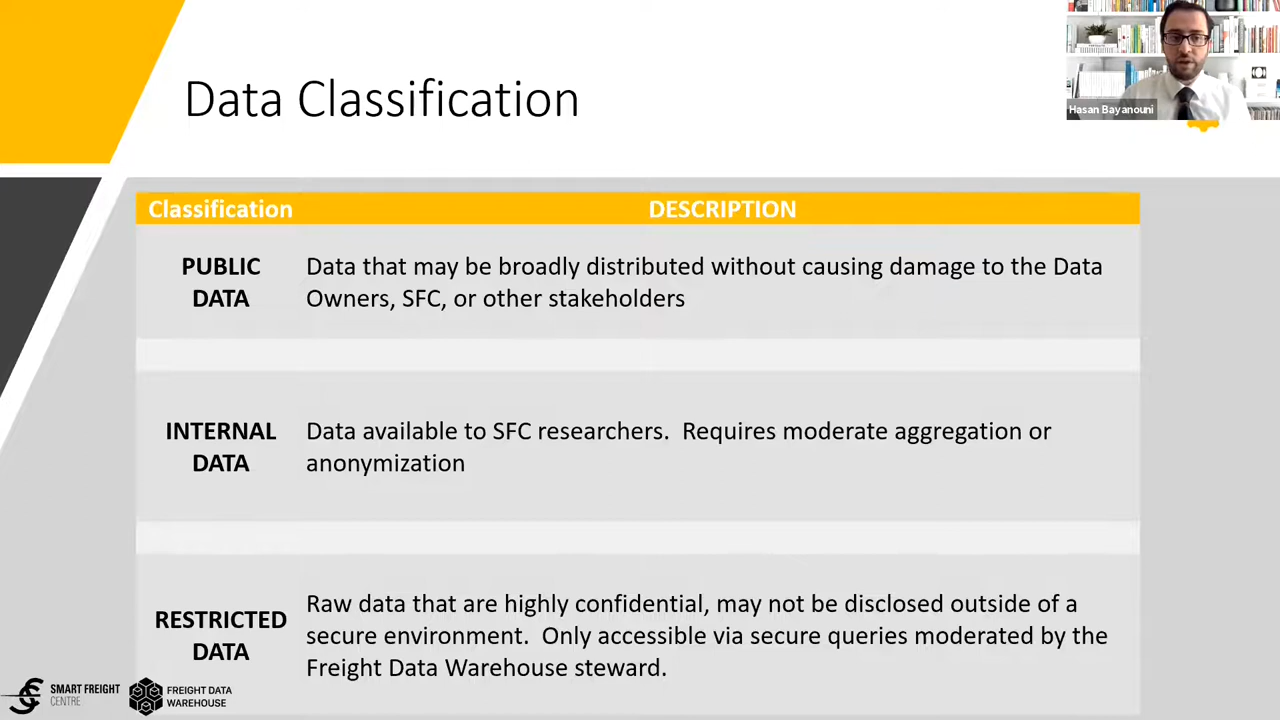 Data Classification
Hasan Bayanouni
Classification DESCRIPTION
PUBLIC
DATA
Data that may be broadly distributed without causing damage to the Data
Owners, SFC, or other stakeholders
INTERNAL
DATA
Data available to SFC researchers.  Requires moderate aggregation or
anonymization
RESTRICTED
DATA
Raw data that are highly confidential, may not be disclosed outside of a
secure environment.  Only accessible via secure queries moderated by the
Freight Data Warehouse steward.
SMART FREIGHT
CENTRE
FREIGHT DATA
WAREHOUSE